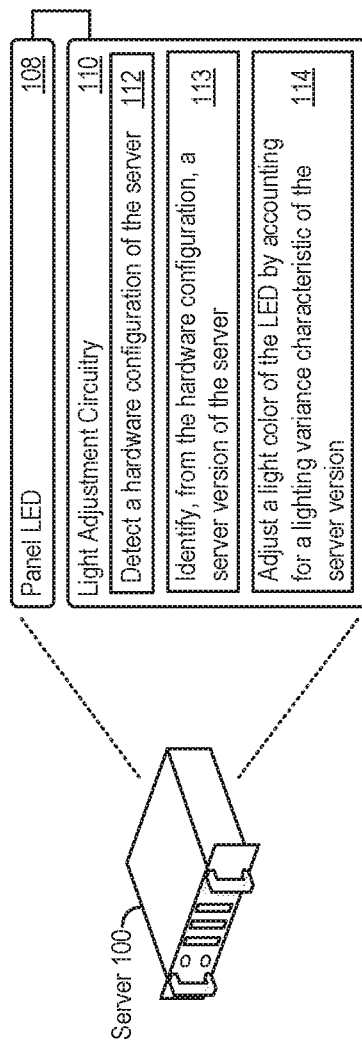 Server 100
Panel LED 108
Light Adjustment Circuitry 110
Detect a hardware configuration of the server 112
Identify, from the hardware configuration, a 113
server version of the server
Adjust a light color of the LED by accounting 114
for a lighting variance characteristic of the
server version